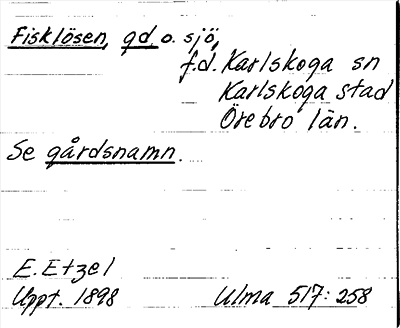 Fisklösen, gd o. sjö,
f.d. Karlskoga sn
Karlskoga stad
Örebro län.
Se gårdsnamn.
E. Etzel
Uppt. 1898
Ulma 517:258